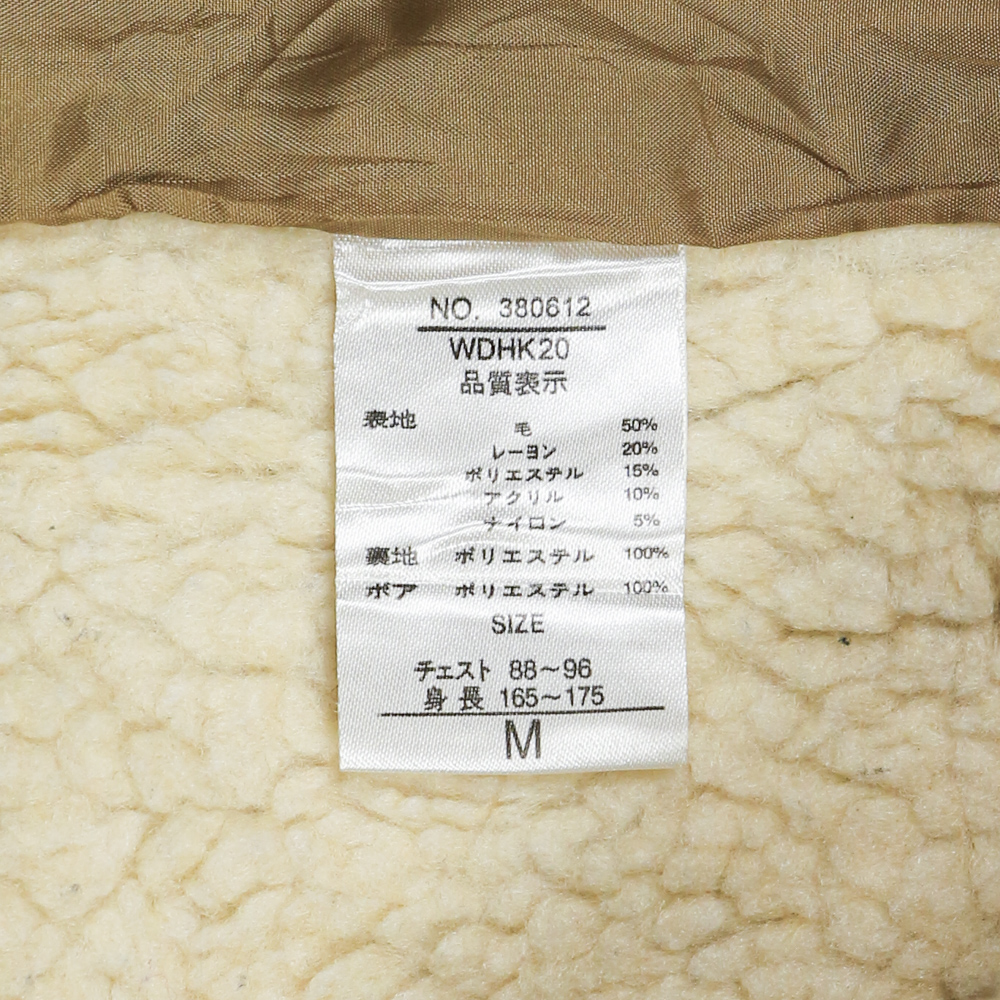 NO. 380612
WDHK20
品質表示
表地 毛 50%
レーヨン 20%
ポリエステル 15%
アクリル 10%
ナイロン 5%
裏地 ポリエステル 100%
ボア ポリエステル 100%
SIZE
チェスト 88~96
身長 165~175
M